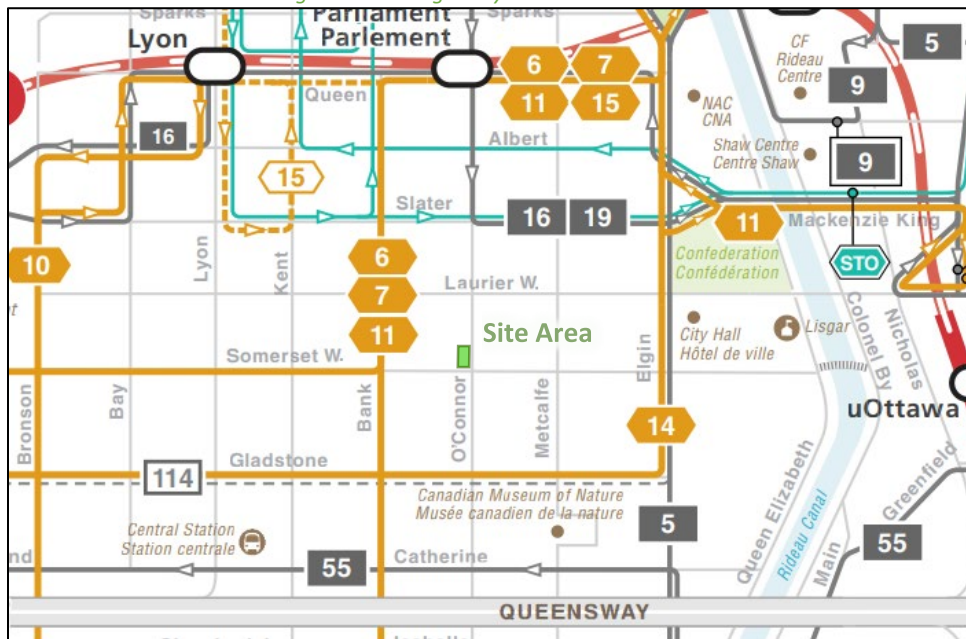 Sparks
Parliament
Parlement
Sparks
Lyon
CF
Rideau
Centre
5
9
6
7
11
15
Queen
NAC
CNA
16
Albert
Shaw Centre
Centre Shaw
9
15
Slater
16
19
11
Mackenzie King
10
Lyon
Kent
6
7
11
Confederation
Confédération
STO
Laurier W.
Site Area
City Hall
Hôtel de ville
Lisgar
Colonel By
Nicholas
Somerset W.
Elgin
Bronson
Bay
Bank
O'Connor
Metcalfe
14
uOttawa
114
Gladstone
Canadian Museum of Nature
Musée canadien de la nature
Queen Elizabeth
Rideau Canal
Main
Greenfield
Central Station
Station centrale
5
55
55
Catherine
QUEENSWAY